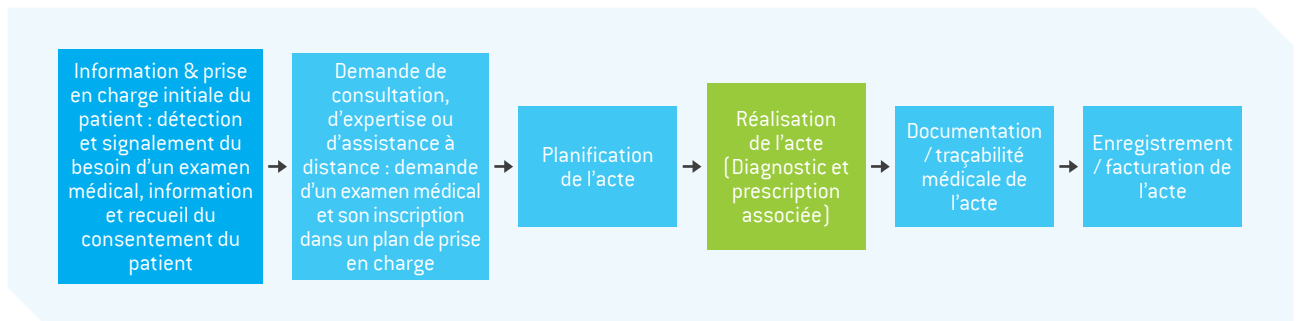 Information & prise
en charge initiale du
patient : détection
et signalement du
besoin d'un examen
médical, information
et recueil du
consentement du
patient
Demande de
consultation,
d'expertise ou
d'assistance à
distance : demande
d'un examen médical
et son inscription
dans un plan de prise
en charge
Planification
de l'acte
Réalisation
de l'acte
(Diagnostic et
prescription
associée)
Documentation
/ traçabilité
médicale de
l'acte
Enregistrement
/ facturation de
l'acte